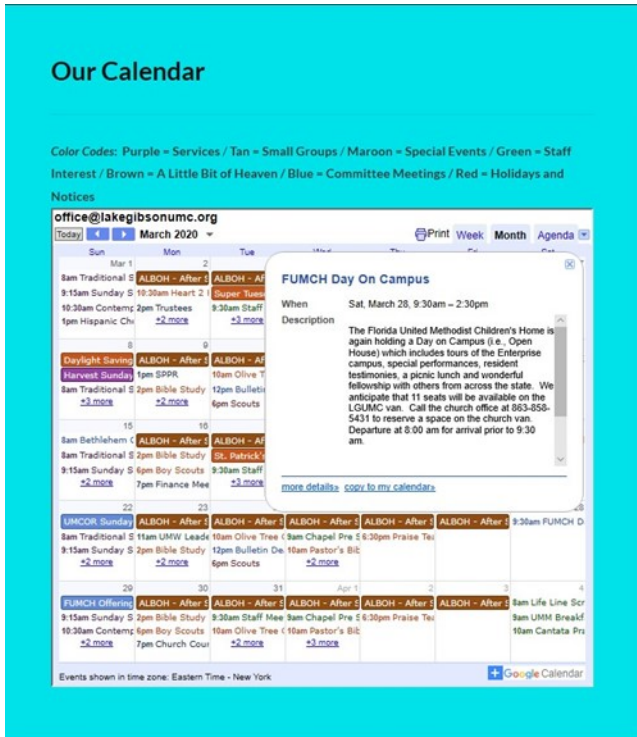 Our Calendar
Color Codes: Purple = Services / Tan = Small Groups / Maroon = Special Events / Green = Staff
Interest / Brown = A Little Bit of Heaven / Blue = Committee Meetings / Red = Holidays and
Notices
office@lakegibsonumc.org
Today March 2020 Print Week Month Agenda
Sun Mon Tue
Mar 1 2
8am Traditional S ALBOH - After S ALBOH - Af
9:15am Sunday S 10:30am Heart 2 Super Tues
10:30am Contemp 2pm Trustees 9:30am Staff
1pm Hispanic Ch +2 more +3 more
8 9
Daylight Saving ALBOH - After S ALBOH - Af
Harvest Sunday 1pm SPPR 10am Olive T
8am Traditional S 2pm Bible Study 12pm Bulletin
+3 more +2 more 6pm Scouts
15 16
8am Bethlehem C ALBOH - After S ALBOH - Af
8am Traditional S 2pm Bible Study St. Patrick's
9:15am Sunday S 6pm Boy Scouts 9:30am Staff
+2 more 7pm Finance Mee +3 more
FUMCH Day On Campus
When Sat, March 28, 9:30am – 2:30pm
Description
The Florida United Methodist Children's Home is
again holding a Day on Campus (i.e., Open
House) which includes tours of the Enterprise
campus, special performances, resident
testimonies, a picnic lunch and wonderful
fellowship with others from across the state. We
anticipate that 11 seats will be available on the
LGUMC van. Call the church office at 863-858-
5431 to reserve a space on the church van.
Departure at 8:00 am for arrival prior to 9:30
am.
more details» copy to my calendar»
22 23 28
UMCOR Sunday ALBOH - After S ALBOH - After S ALBOH - After S ALBOH - After S ALBOH - After S 9:30am FUMCH D
8am Traditional S 11am UMW Leade 10am Olive Tree 9am Chapel Pre S 6:30pm Praise Tea
9:15am Sunday S 2pm Bible Study 12pm Bulletin De 10am Pastor's Bib
+2 more +2 more 6pm Scouts +2 more
29 30 31 Apr 1 2 3 4
FUMCH Offering ALBOH - After S ALBOH - After S ALBOH - After S ALBOH - After S ALBOH - After S 8am Life Line Scr
9:15am Sunday S 2pm Bible Study 9:30am Staff Mee 9am Chapel Pre S 6:30pm Praise Tea 9am UMM Breakf
10:30am Contemp 6pm Boy Scouts 10am Olive Tree 10am Pastor's Bib 10am Cantata Pra
+2 more 7pm Church Cour +2 more +3 more
Events shown in time zone: Eastern Time - New York
Google Calendar